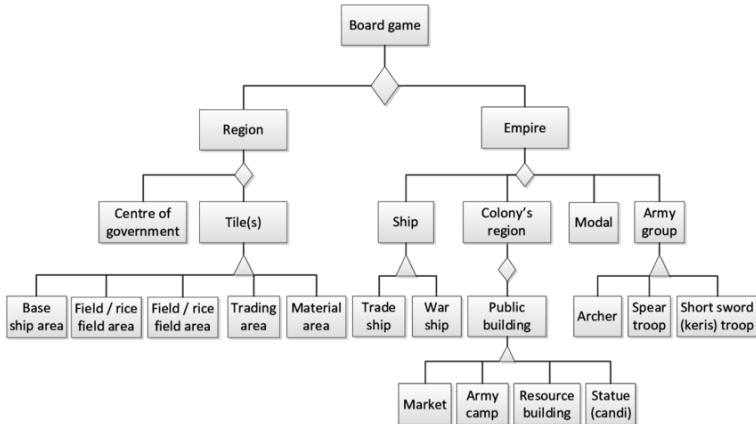 Board game
Region
Empire
Centre of
government
Tile(s)
Ship
Colony's
region
Modal
Army
group
Base
ship area
Field / rice
field area
Field / rice
field area
Trading
area
Material
area
Trade
ship
War
ship
Public
building
Archer
Spear
troop
Short sword
(keris) troop
Market
Army
camp
Resource
building
Statue
(candi)